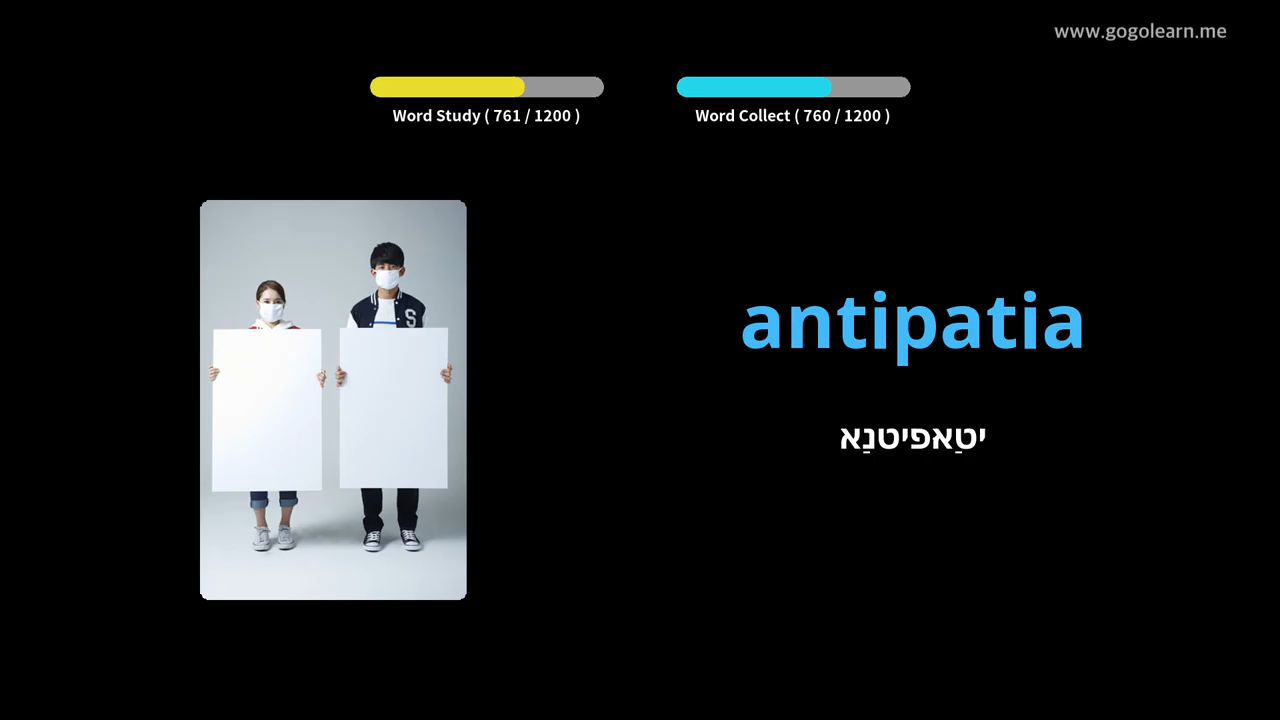 www.gogolearn.me
Word Study ( 761 / 1200 )
Word Collect ( 760 / 1200 )
S
antipatia
יטַאפיטנַא